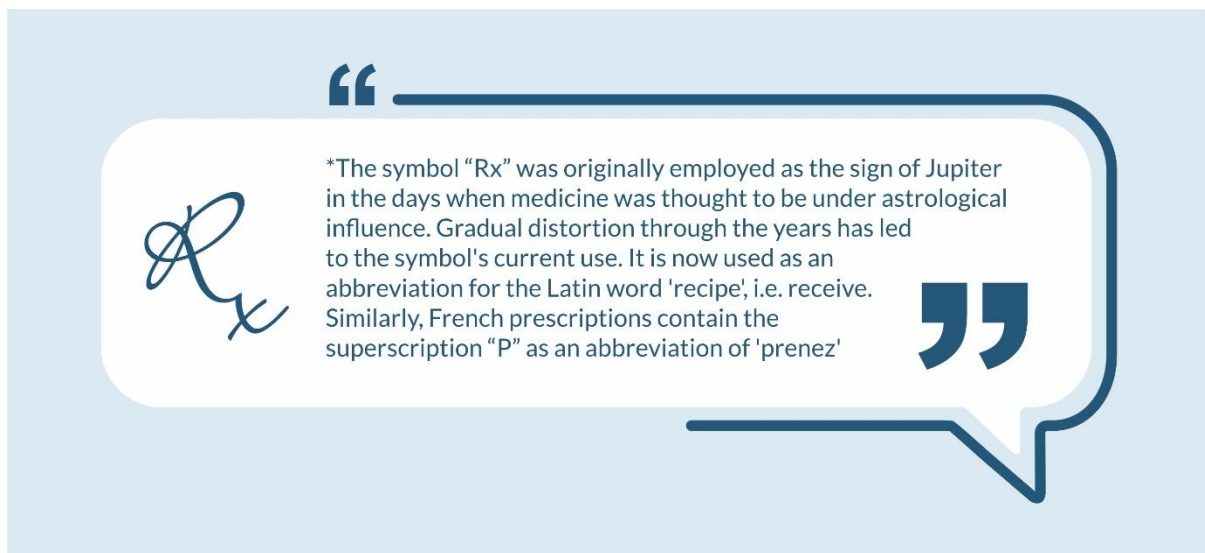 “
*The symbol “Rx” was originally employed as the sign of Jupiter
in the days when medicine was thought to be under astrological
influence. Gradual distortion through the years has led
to the symbol's current use. It is now used as an
abbreviation for the Latin word 'recipe', i.e. receive.
Similarly, French prescriptions contain the
superscription “P” as an abbreviation of 'prenez'
”
Rx